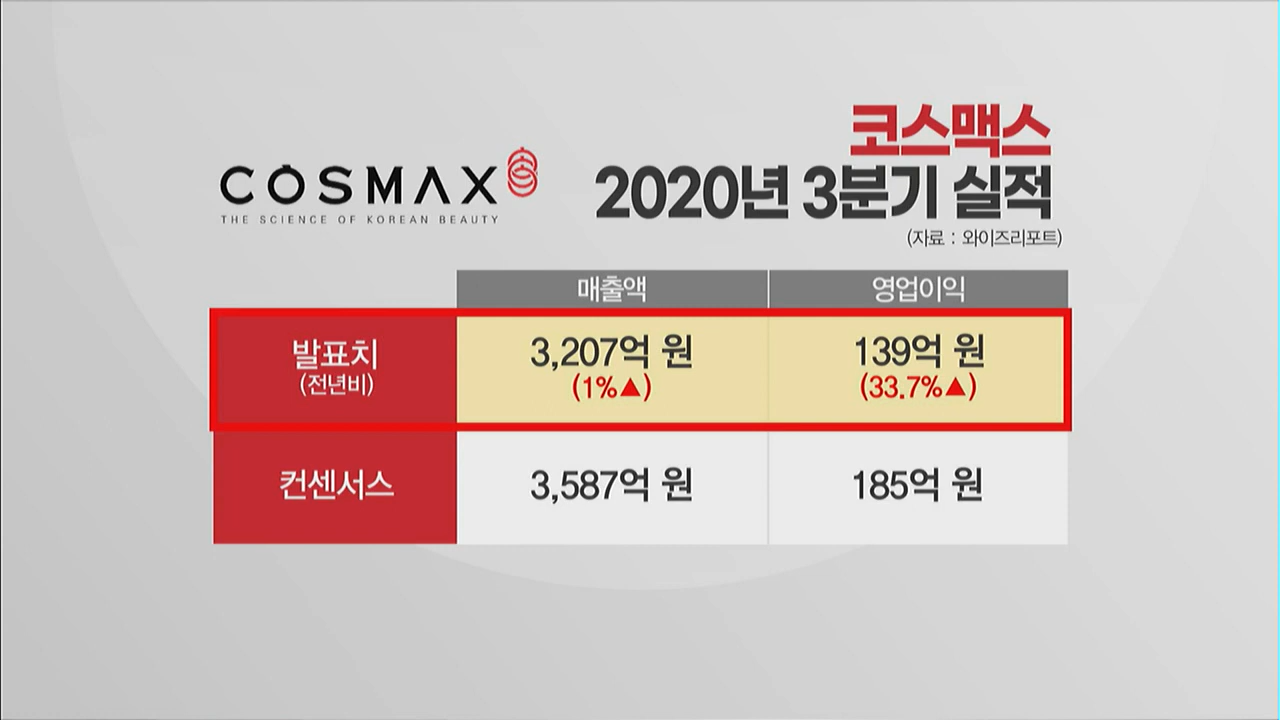 COSMAX
THE SCIENCE OF KOREAN BEAUTY
코스맥스
2020년 3분기 실적
(자료 : 와이즈리포트)
매출액 영업이익
발표치 3,207억 원 139억 원
(전년비) (1%▲) (33.7%▲)
컨센서스 3,587억 원 185억 원